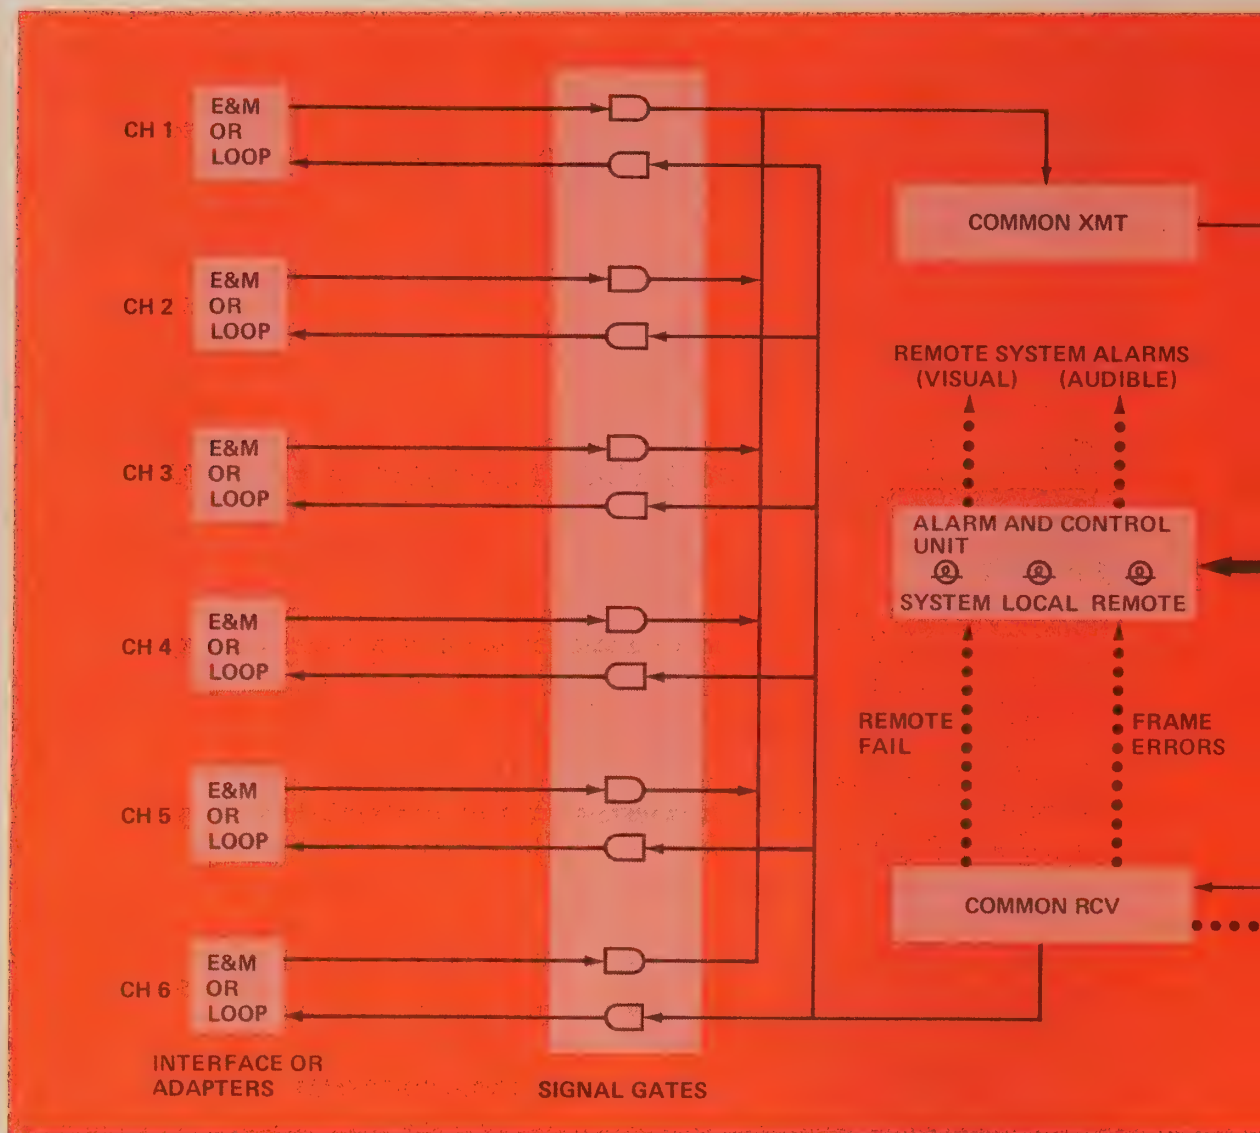 CH 1
E&M
OR
LOOP
CH 2
E&M
OR
LOOP
CH 3
E&M
OR
LOOP
CH 4
E&M
OR
LOOP
CH 5
E&M
OR
LOOP
CH 6
E&M
OR
LOOP
INTERFACE OR
ADAPTERS
SIGNAL GATES
COMMON XMT
REMOTE SYSTEM ALARMS
(VISUAL) (AUDIBLE)
ALARM AND CONTROL
UNIT
SYSTEM LOCAL REMOTE
REMOTE
FAIL
FRAME
ERRORS
COMMON RCV